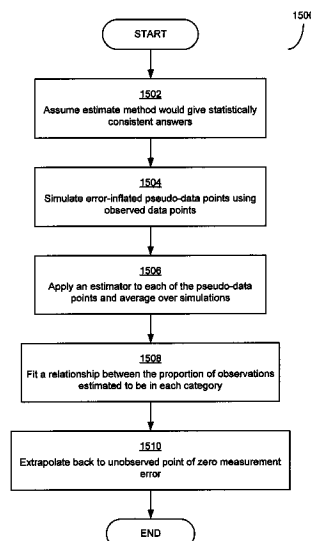 1500
START
1502
Assume estimate method would give statistically
consistent answers
1504
Simulate error-inflated pseudo-data points using
observed data points
1506
Apply an estimator to each of the pseudo-data
points and average over simulations
1508
Fit a relationship between the proportion of observations
estimated to be in each category
1510
Extrapolate back to unobserved point of zero measurement
error
END